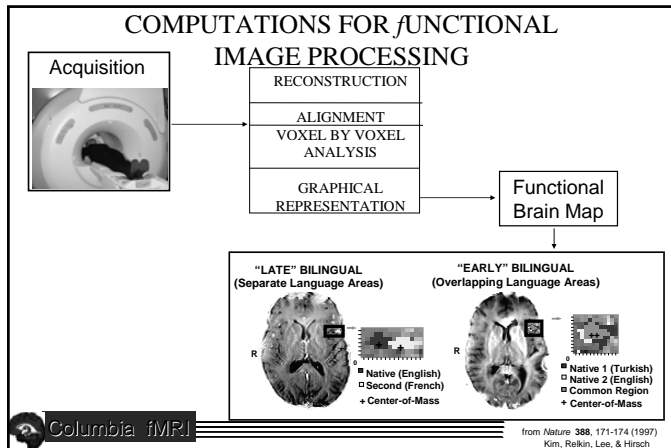 COMPUTATIONS FOR fUNCTIONAL
IMAGE PROCESSING
Acquisition
RECONSTRUCTION
ALIGNMENT
VOXEL BY VOXEL
ANALYSIS
GRAPHICAL
REPRESENTATION
Functional
Brain Map
“LATE” BILINGUAL
(Separate Language Areas)
R
0
Native (English)
Second (French)
+ Center-of-Mass
“EARLY” BILINGUAL
(Overlapping Language Areas)
R
0
Native 1 (Turkish)
Native 2 (English)
Common Region
+ Center-of-Mass
Columbia fMRI
from Nature 388, 171-174 (1997)
Kim, Relkin, Lee, & Hirsch